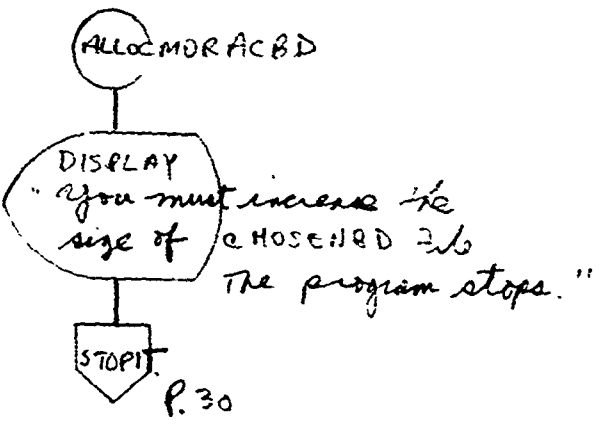 ALLOCMORACBD
DISPLAY
"You must increase the
size of CHOSENBD
The program stops."
STOPIT.
P. 30